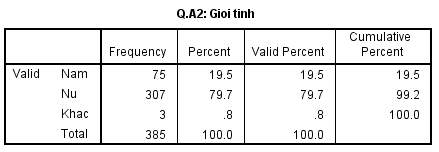 Q.A2: Gioi tinh
Frequency Percent Valid Percent Cumulative Percent
Valid Nam 75 19.5 19.5 19.5
Nu 307 79.7 79.7 99.2
Khac 3 .8 .8 100.0
Total 385 100.0 100.0